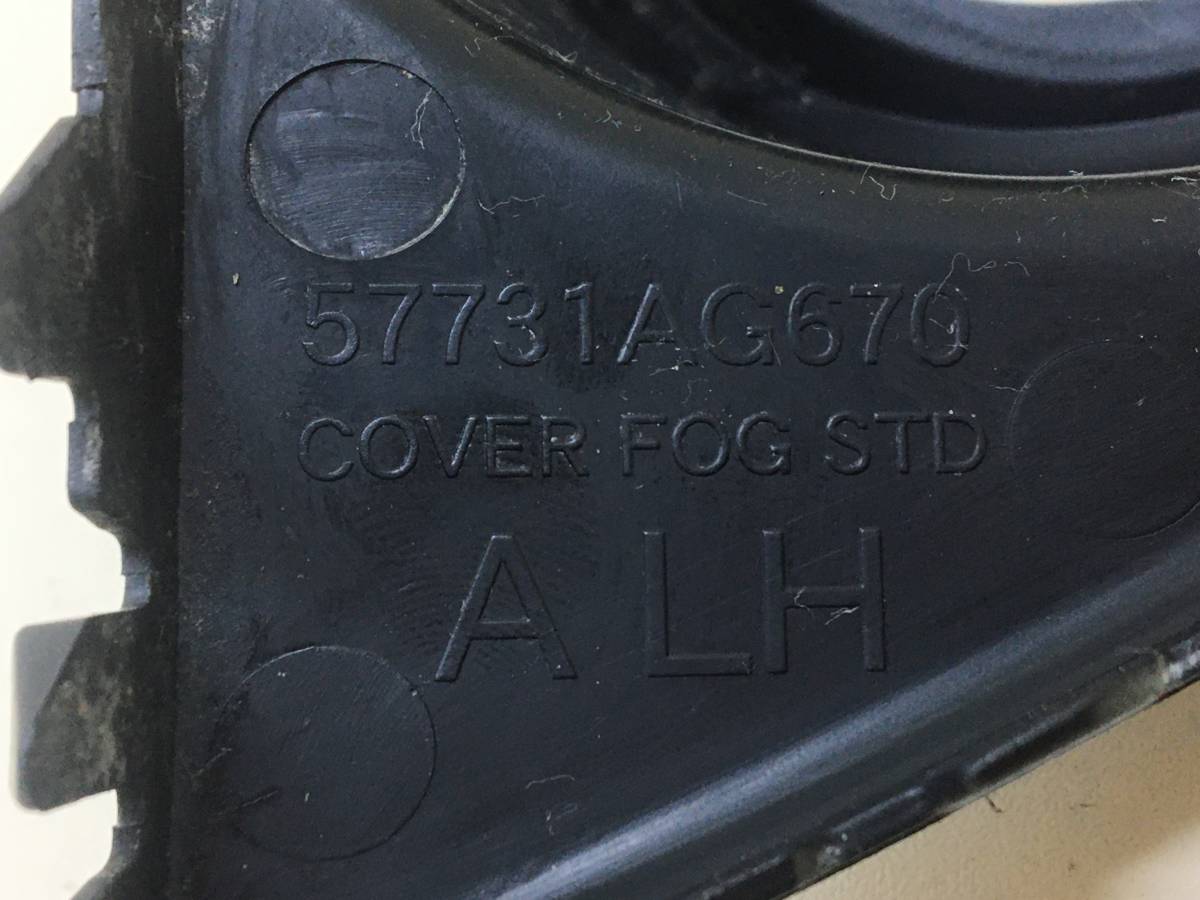 57731AG670
COVER FOG STD
A LH